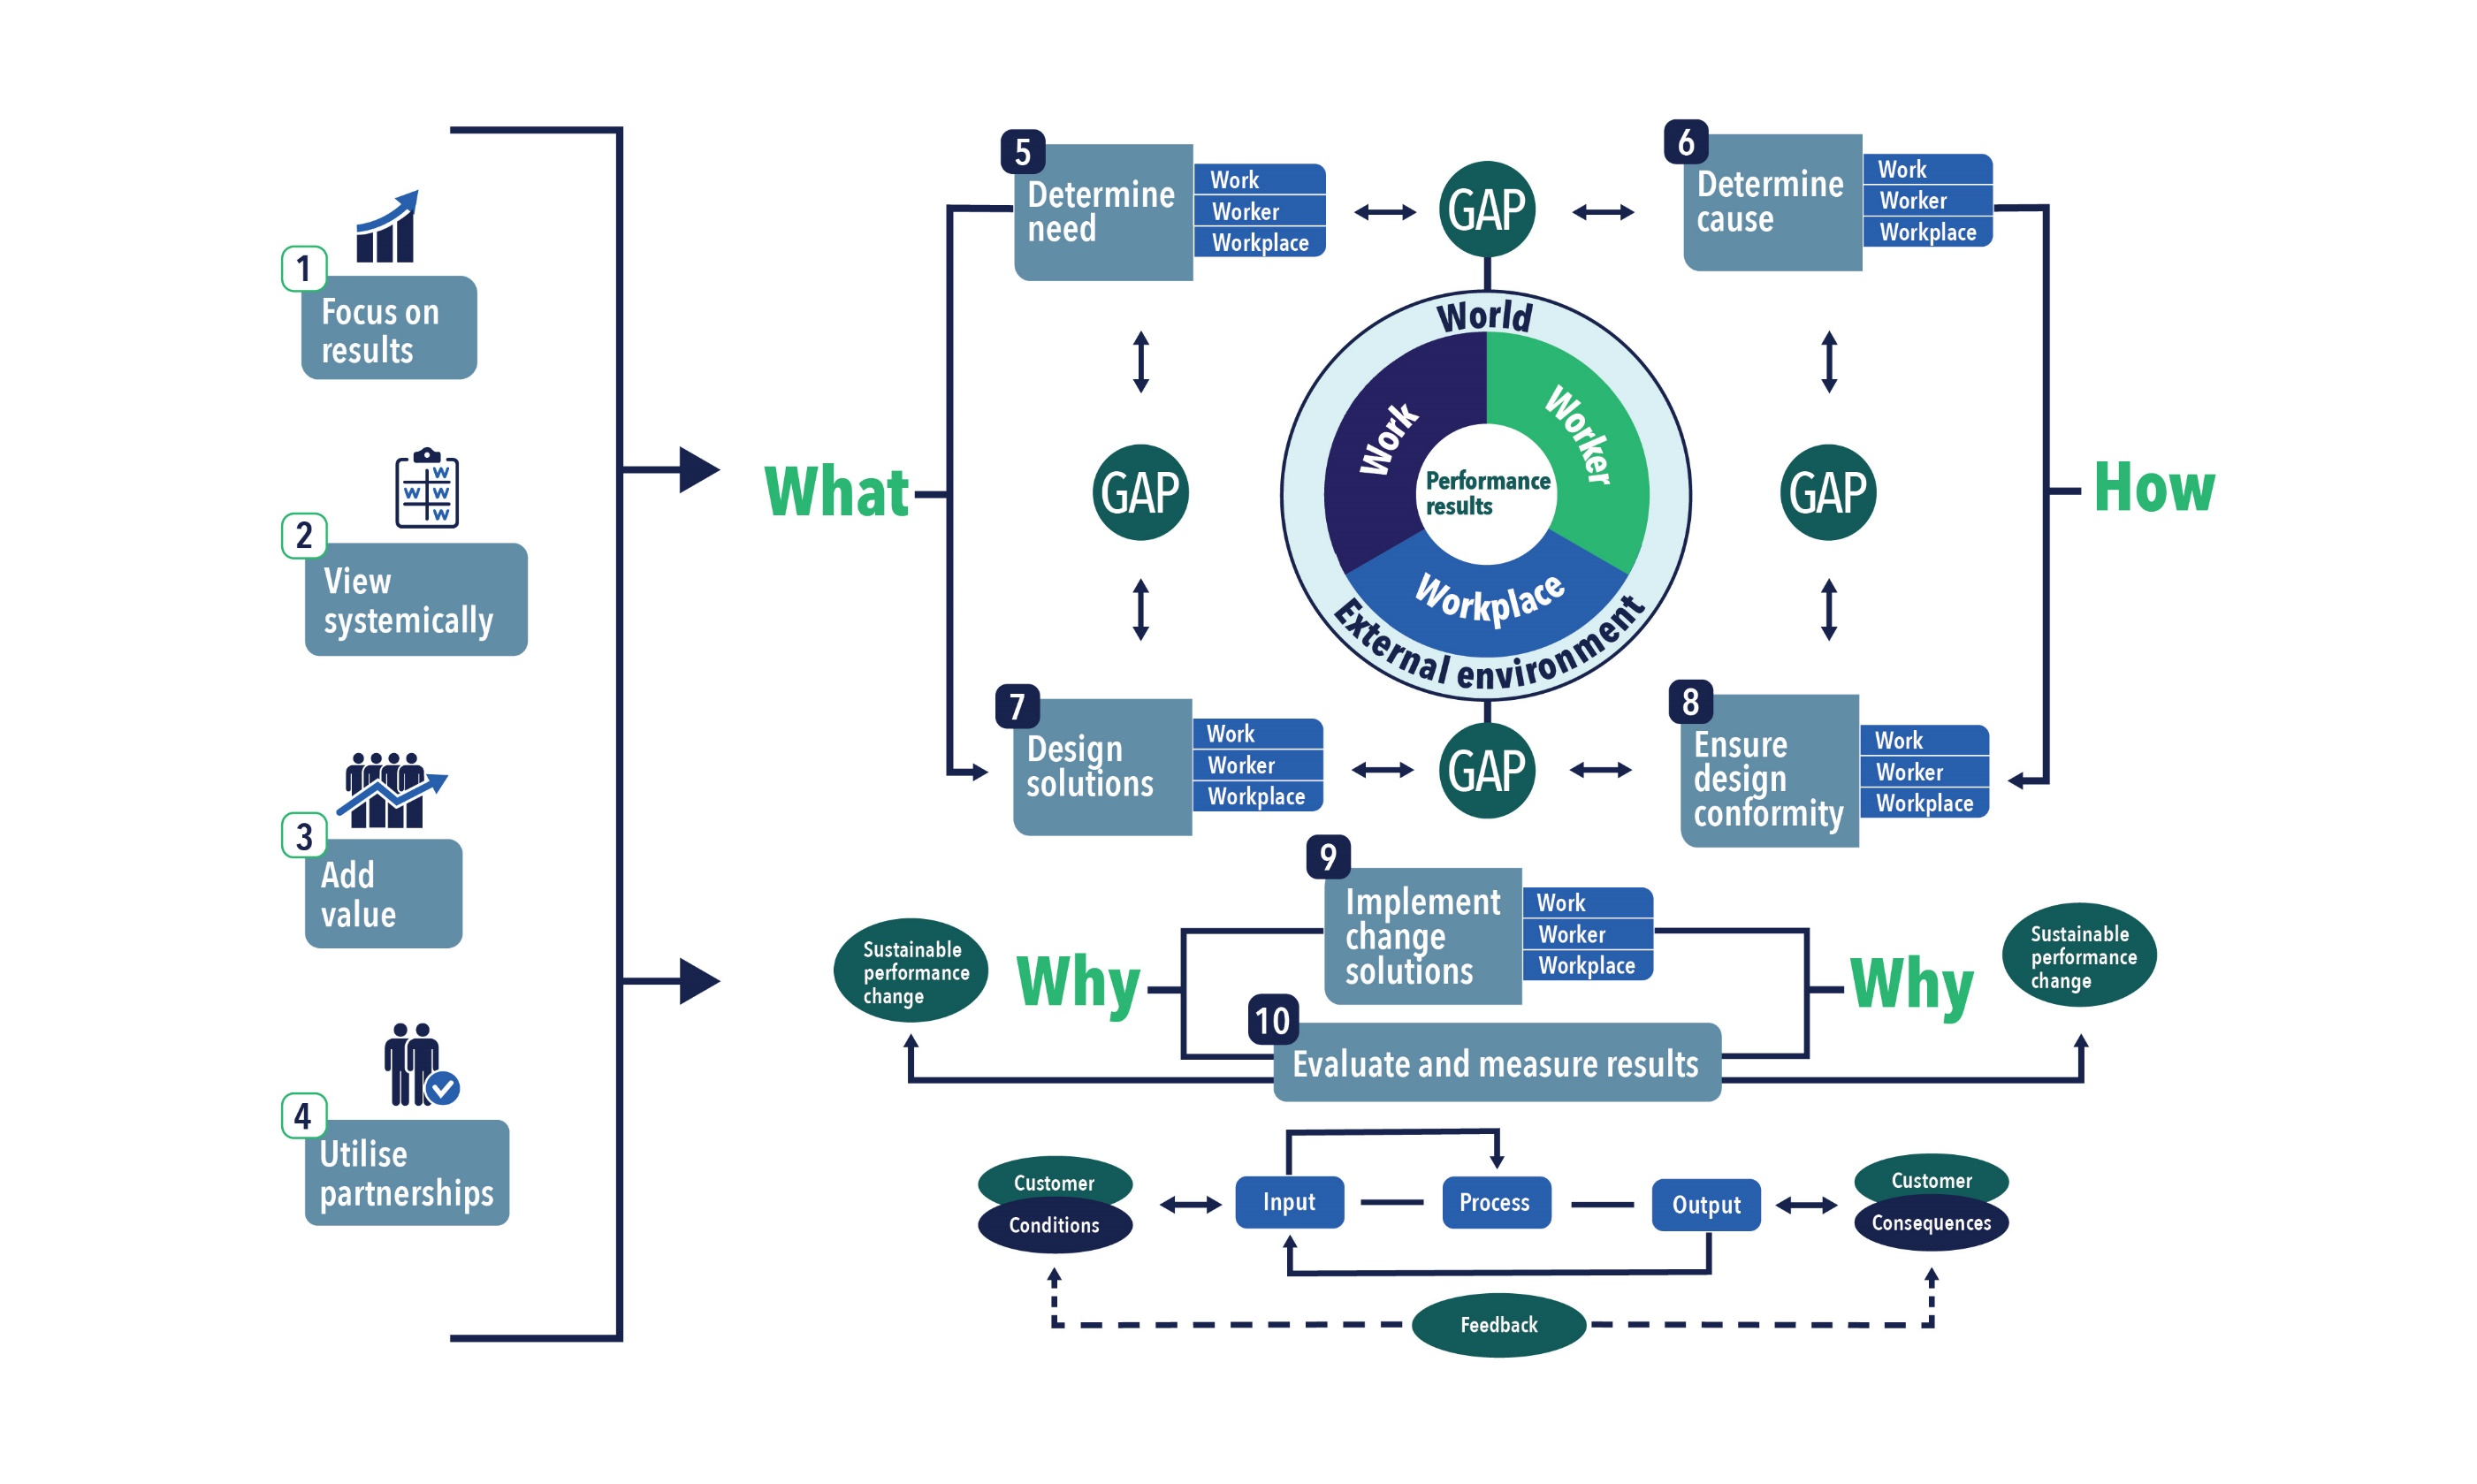 1
Focus on
results
2
W
W W
W
View
systemically
3
Add
value
4
Utilise
partnerships
What
5
Determine
need
Work
Worker
Workplace
GAP
6
Determine
cause
Work
Worker
Workplace
GAP
World
Work
Worker
Workplace
Performance
results
External environment
GAP
How
7
Design
solutions
Work
Worker
Workplace
GAP
8
Ensure
design
conformity
Work
Worker
Workplace
Sustainable
performance
change
Why
9
Implement
change
solutions
Work
Worker
Workplace
Why
Sustainable
performance
change
10
Evaluate and measure results
Customer
Conditions
Input
Process
Output
Customer
Consequences
Feedback